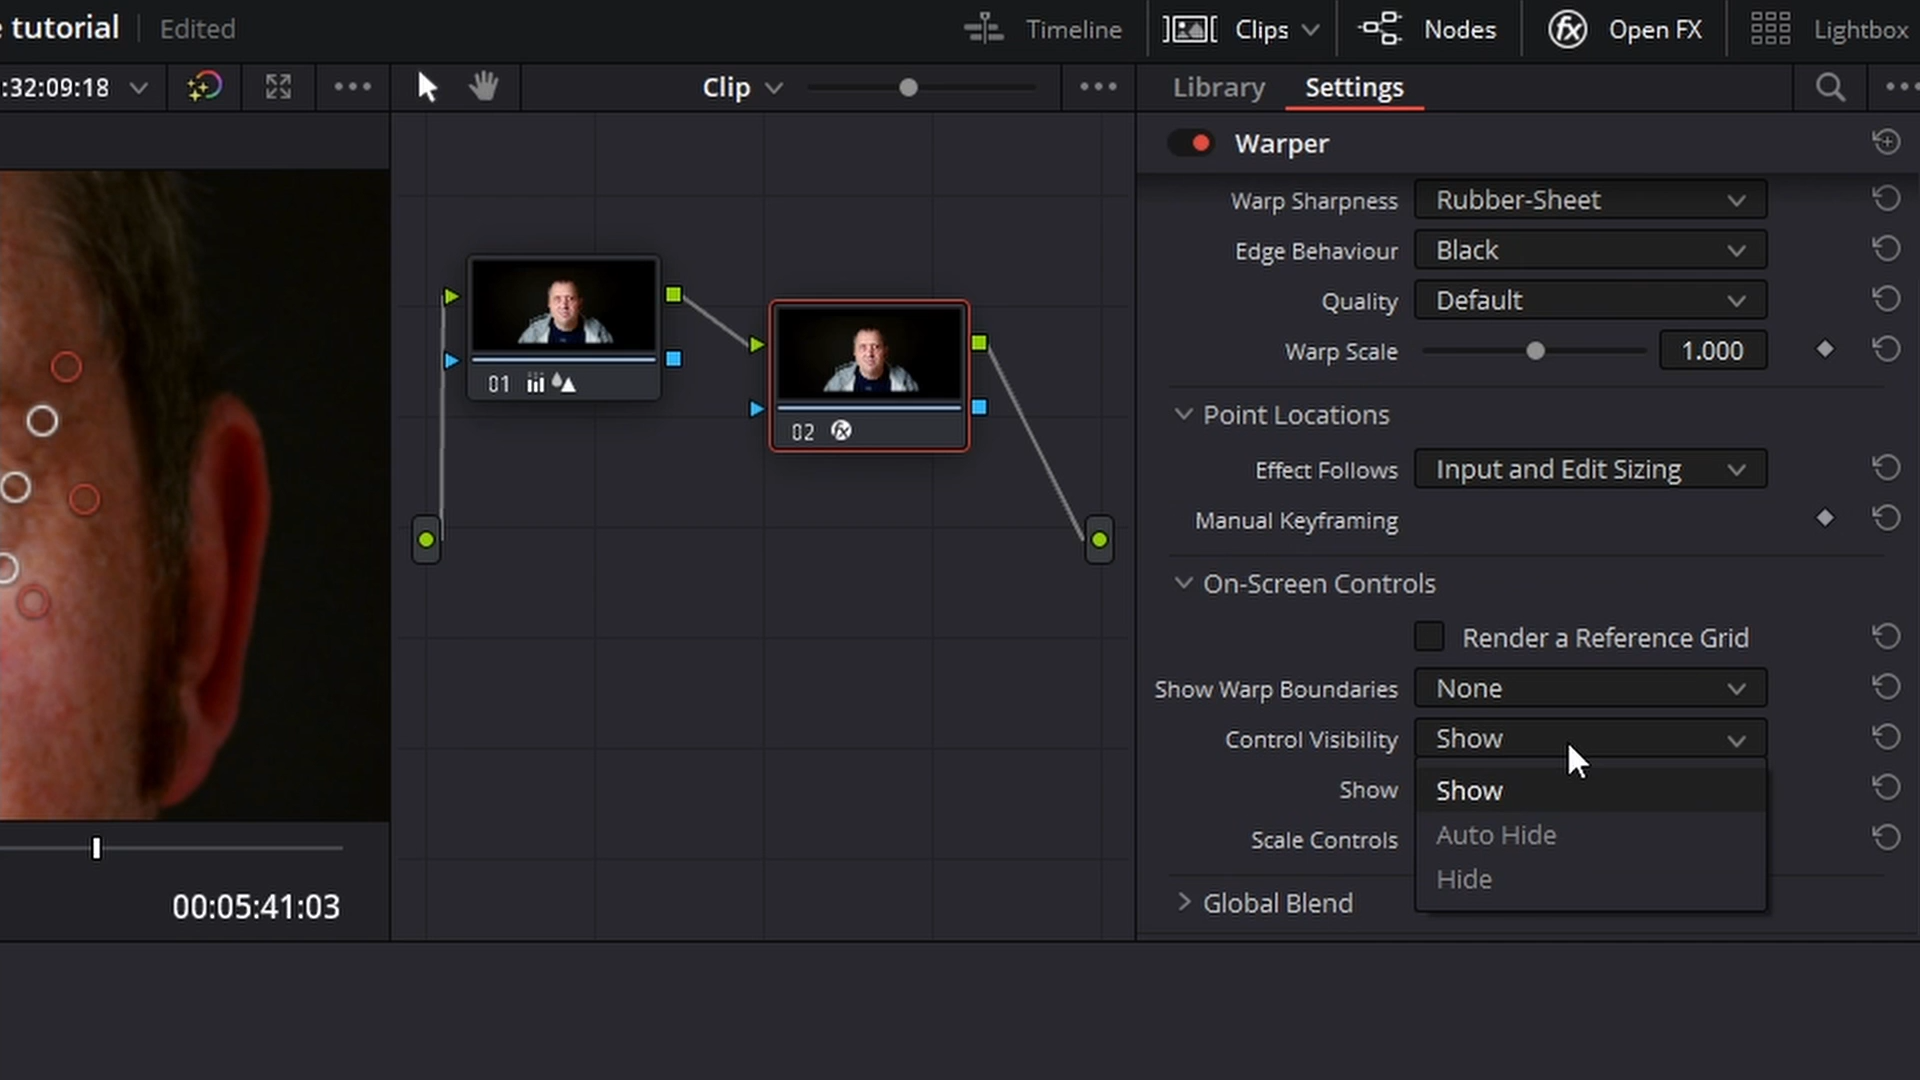 e tutorial Edited Timeline Clips Nodes Open FX Lightbox
:32:09:18 Clip Library Settings
Warper
Warp Sharpness Rubber-Sheet
Edge Behaviour Black
Quality Default
Warp Scale 1.000
Point Locations
Effect Follows Input and Edit Sizing
Manual Keyframing
On-Screen Controls
Render a Reference Grid
Show Warp Boundaries None
Control Visibility Show
Show Show
Auto Hide
Scale Controls
Hide
Global Blend
01
02 fx
00:05:41:03